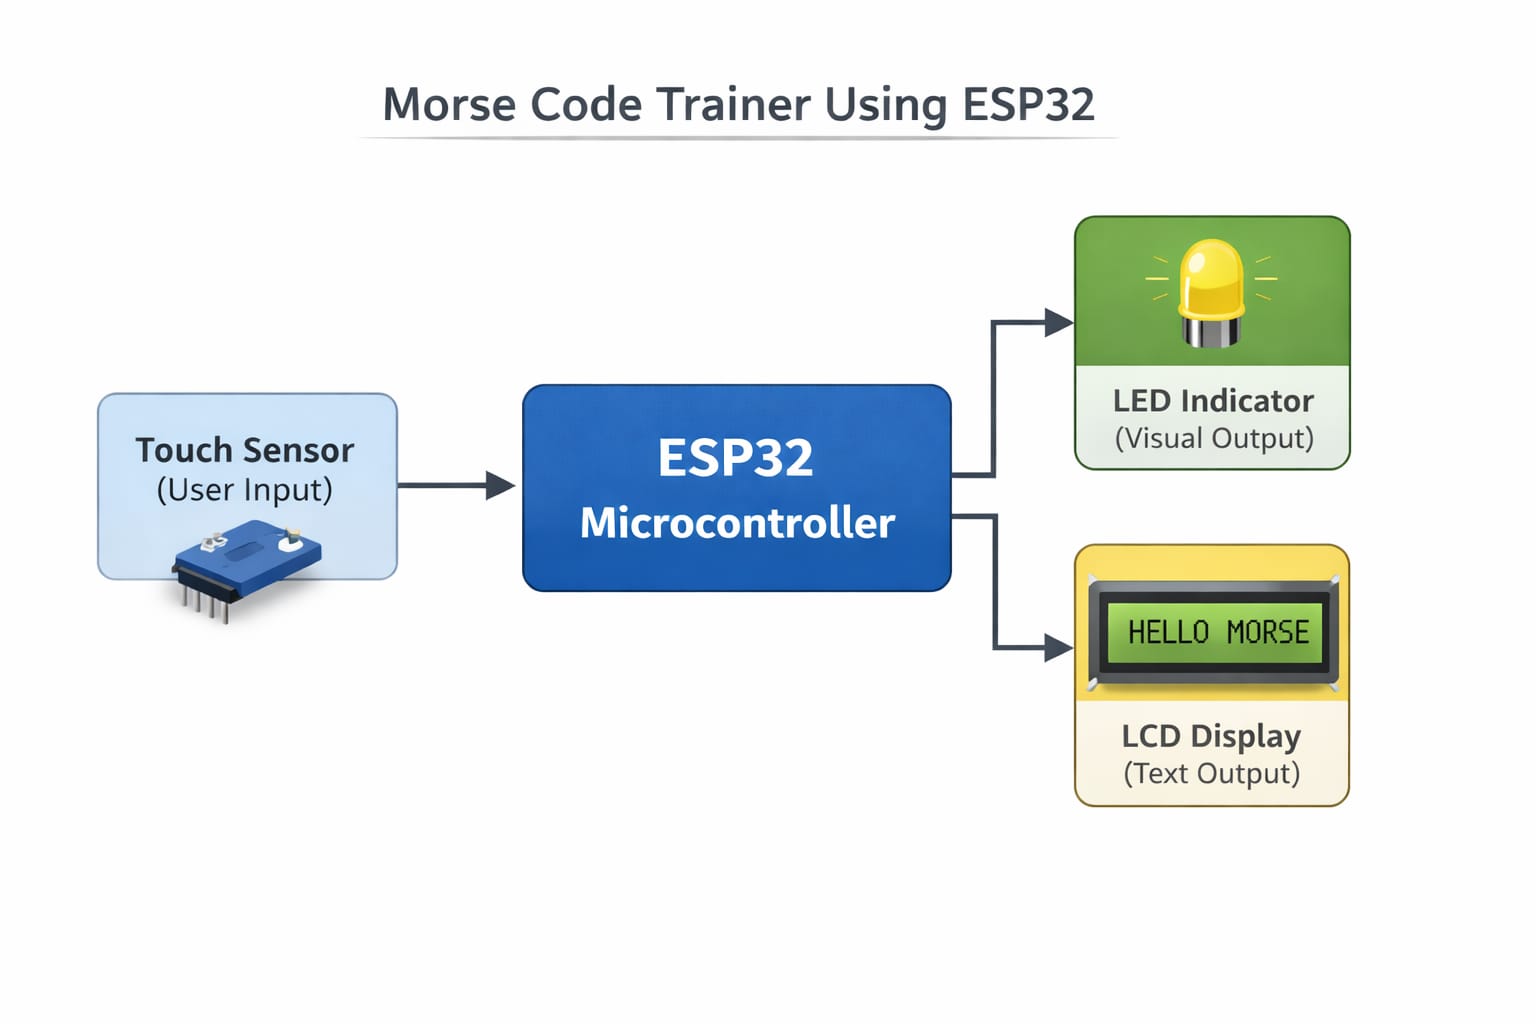 Morse Code Trainer Using ESP32
Touch Sensor
(User Input)
ESP32
Microcontroller
LED Indicator
(Visual Output)
HELLO MORSE
LCD Display
(Text Output)